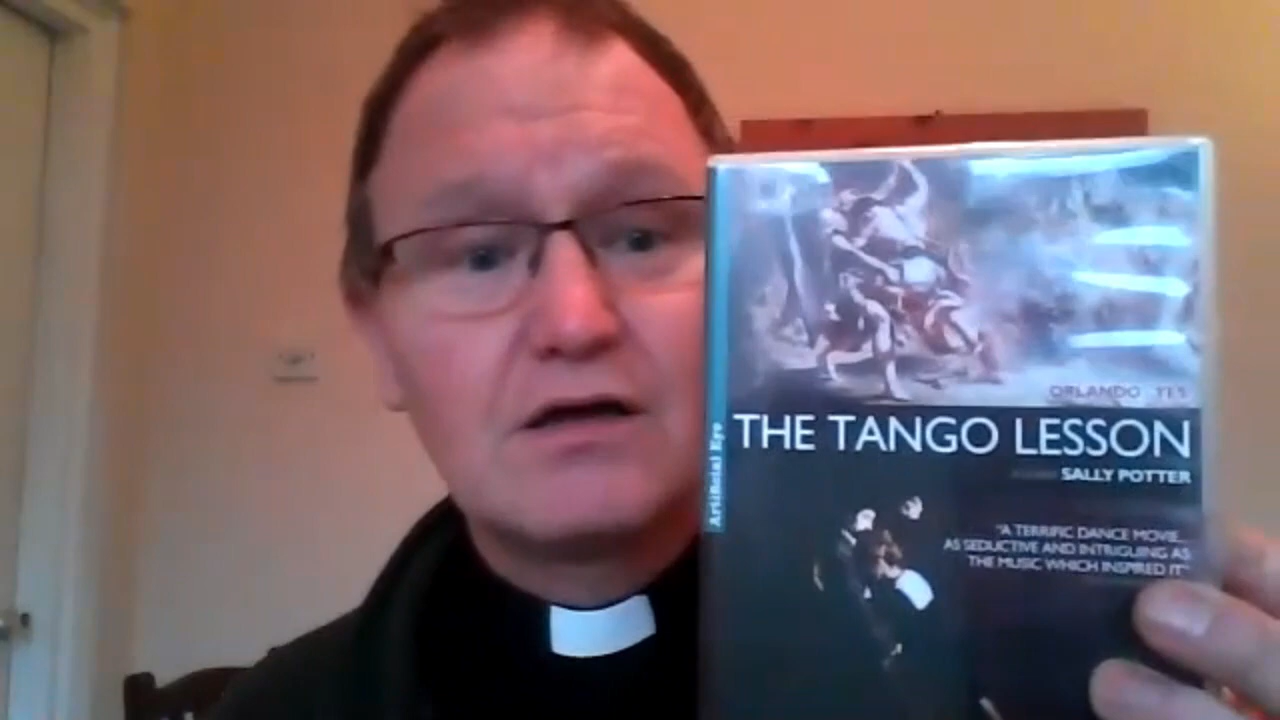 ORLANDO YES
THE TANGO LESSON
SALLY POTTER
"A TERRIFIC DANCE MOVIE...
AS SEDUCTIVE AND INTRIGUING AS
THE MUSIC WHICH INSPIRED IT"
Artificial Eye